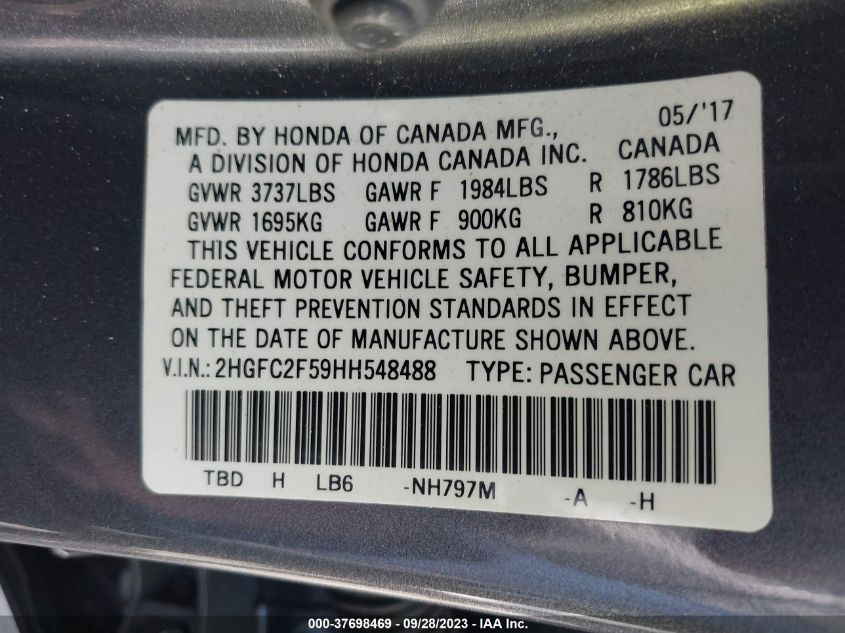 05/'17
MFD. BY HONDA OF CANADA MFG.,
A DIVISION OF HONDA CANADA INC. CANADA
GVWR 3737LBS GAWR F 1984LBS R 1786LBS
GVWR 1695KG GAWR F 900KG R 810KG
THIS VEHICLE CONFORMS TO ALL APPLICABLE
FEDERAL MOTOR VEHICLE SAFETY, BUMPER,
AND THEFT PREVENTION STANDARDS IN EFFECT
ON THE DATE OF MANUFACTURE SHOWN ABOVE.
V.I.N.: 2HGFC2F59HH548488 TYPE: PASSENGER CAR
TBD H LB6 -NH797M -A -H
000-37698469 - 09/28/2023 - IAA Inc.